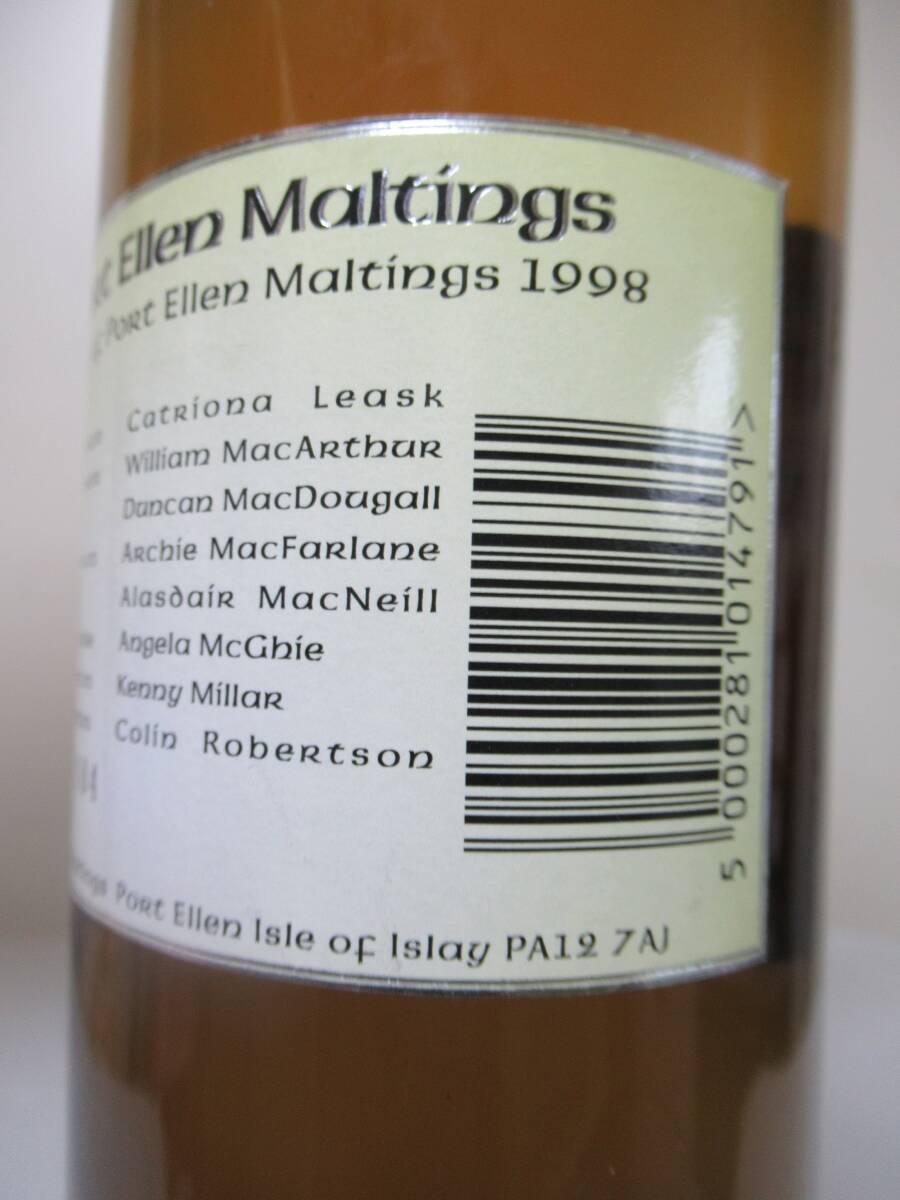 Ellen Maltings
Port Ellen Maltings 1998
Catriona Leask
William MacArthur
Duncan MacDougall
Archie MacFarlane
Alasdair MacNeill
Angela McGhie
Kenny Millar
Colin Robertson
Port Ellen Isle of Islay PA12 7AJ
5 000281 014791 >